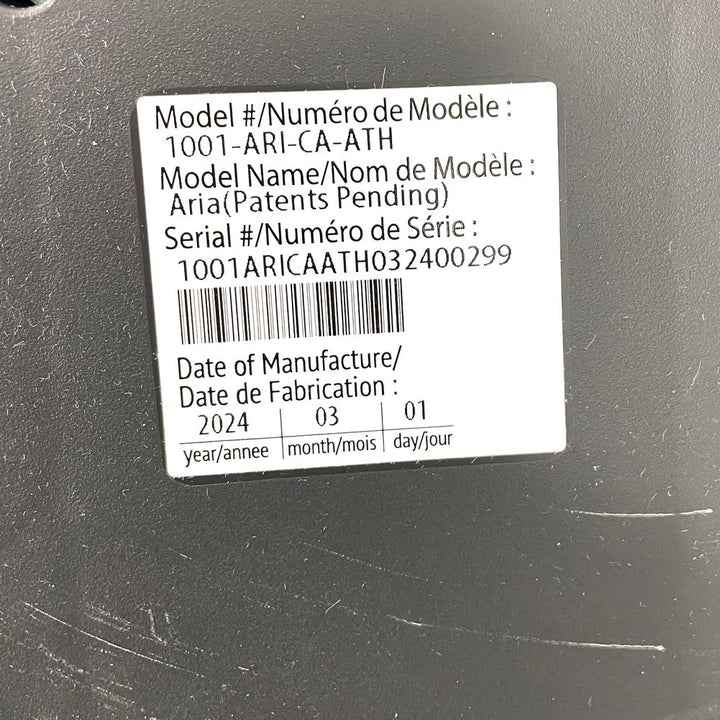 Model #/Numéro de Modèle :
1001-ARI-CA-ATH
Model Name/Nom de Modèle :
Aria(Patents Pending)
Serial #/Numéro de Série :
1001ARICAATH032400299
Date of Manufacture/
Date de Fabrication :
2024 03 01
year/annee month/mois day/jour